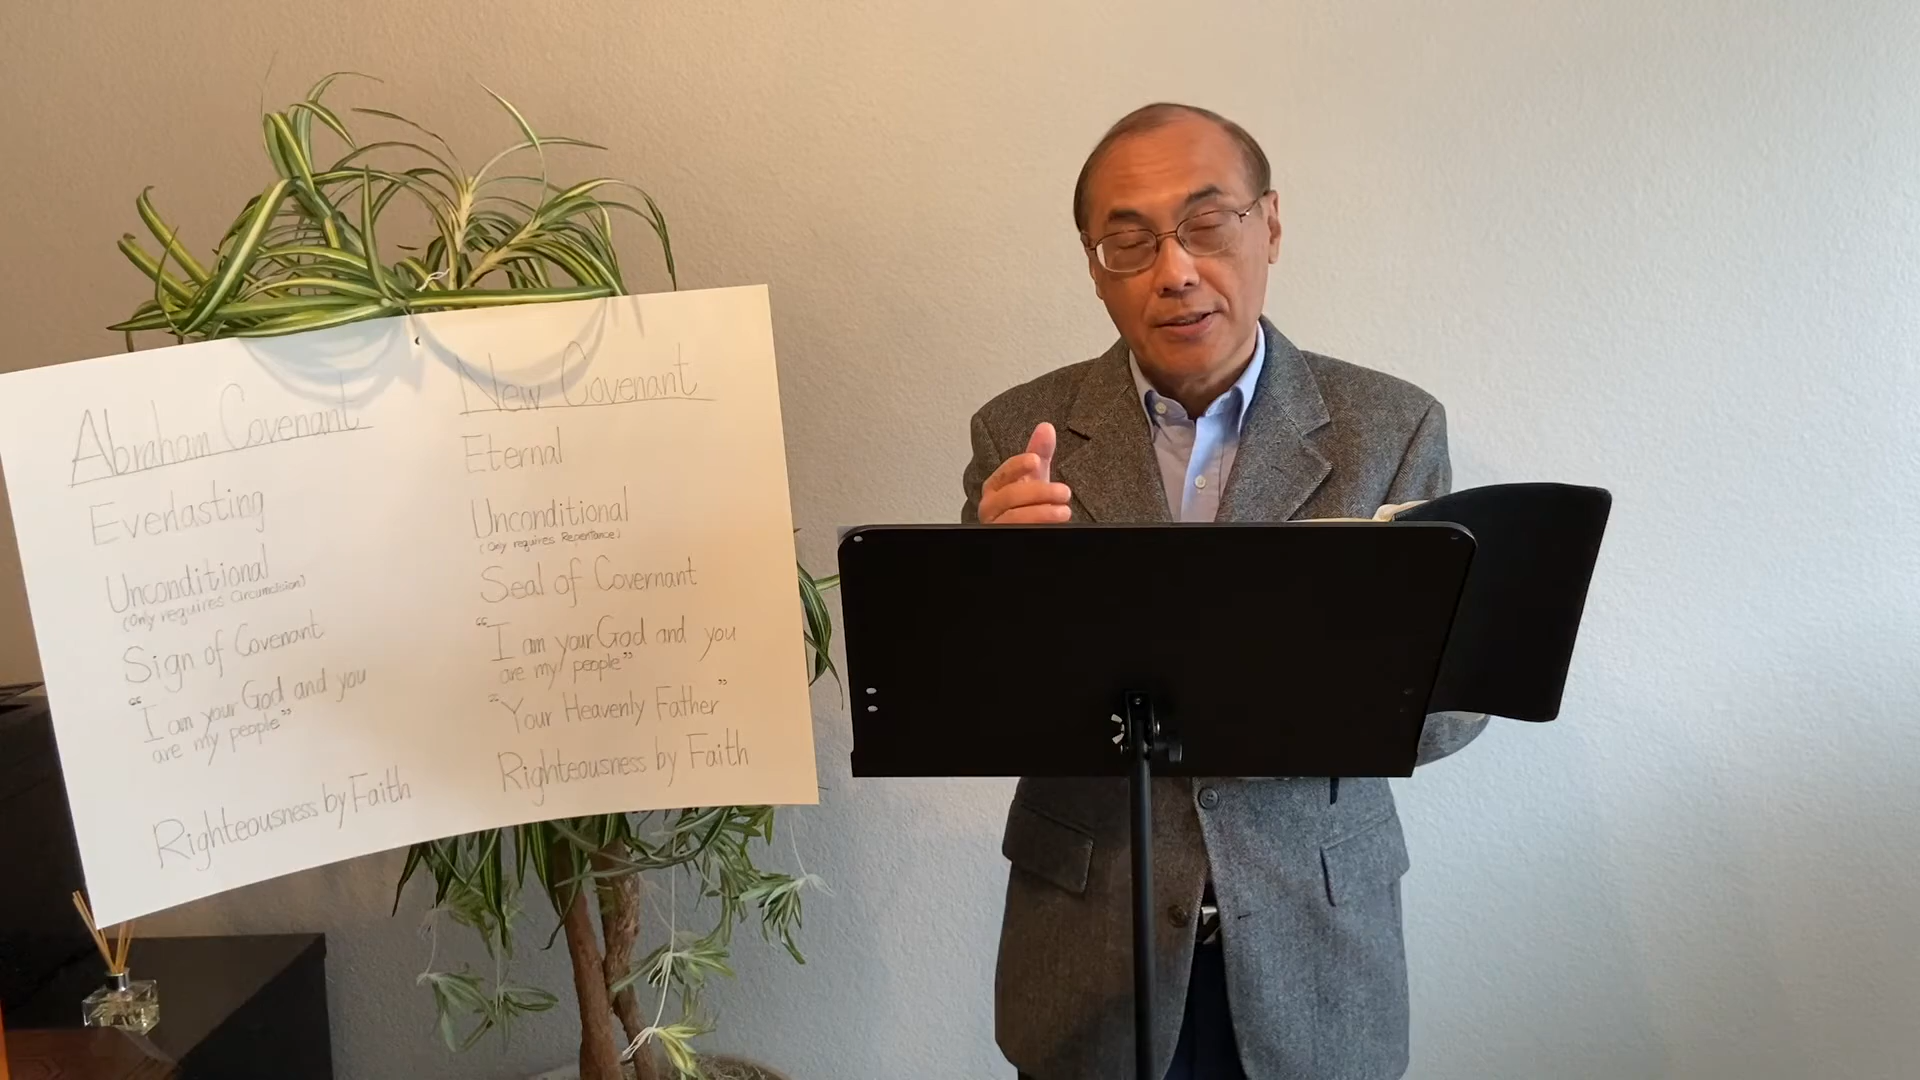 Abraham Covenant
Everlasting
Unconditional
(Only requires Circumcision)
Sign of Covenant
"I am your God and you
are my people"
Righteousness by Faith
New Covenant
Eternal
Unconditional
(Only requires Repentance)
Seal of Covernant
"I am your God and you
are my people"
"Your Heavenly Father"
Righteousness by Faith